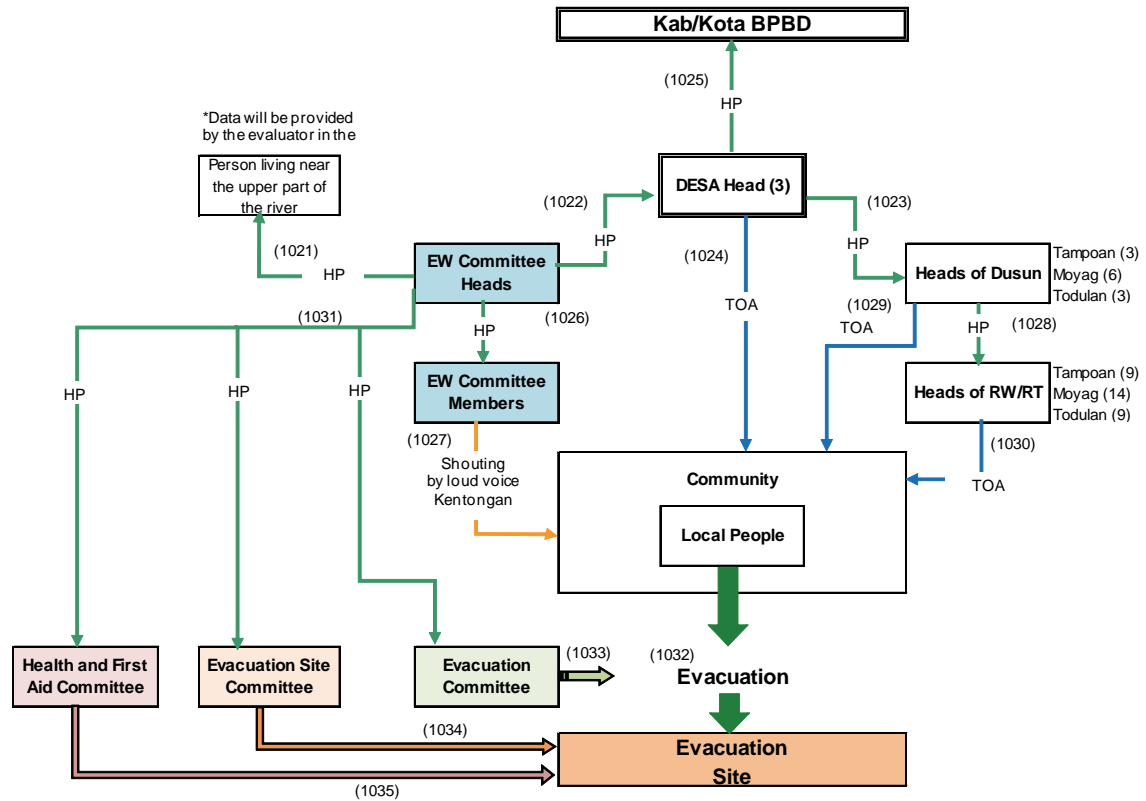 Kab/Kota BPBD
(1025)
HP
*Data will be provided
by the evaluator in the
Person living near
the upper part of
the river
DESA Head (3)
(1022)
(1023)
HP
(1021)
HP
EW Committee
Heads
(1024)
HP
Heads of Dusun
Tampoan (3)
Moyag (6)
Todulan (3)
(1031)
(1026)
HP
TOA
(1029)
TOA
HP
(1028)
HP
HP
HP
EW Committee
Members
Heads of RW/RT
Tampoan (9)
Moyag (14)
Todulan (9)
(1027)
Shouting
by loud voice
Kentongan
(1030)
TOA
Community
Local People
Health and First
Aid Committee
Evacuation Site
Committee
Evacuation
Committee
(1033)
(1032)
Evacuation
(1034)
Evacuation
Site
(1035)